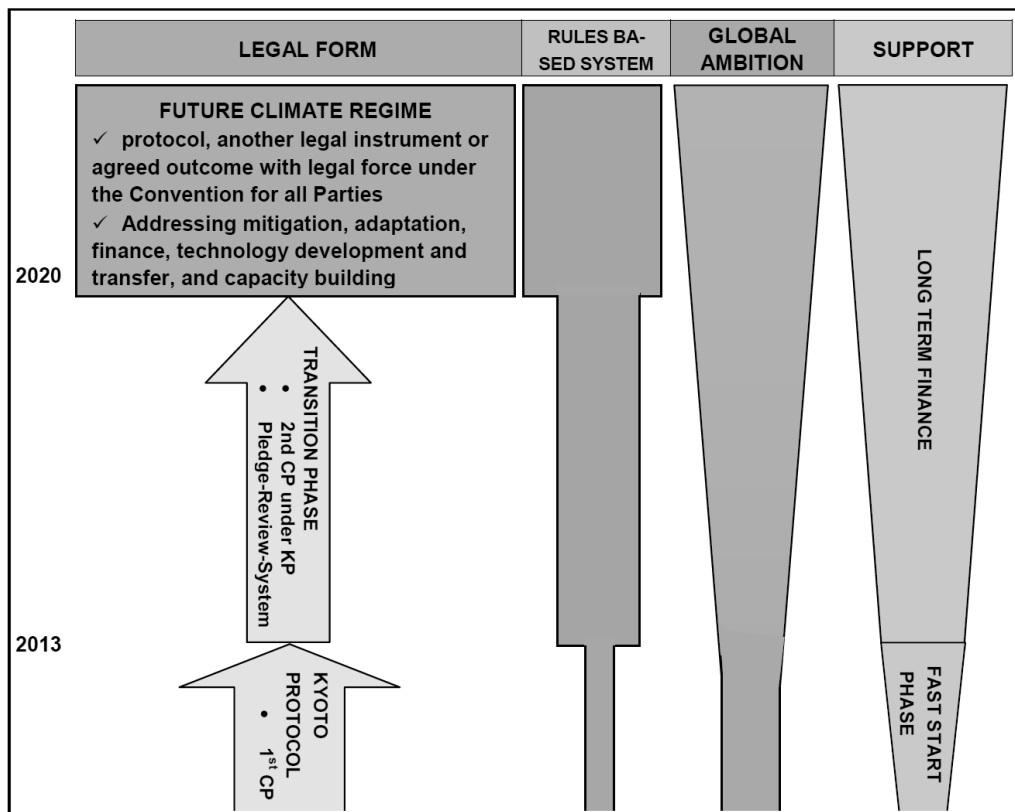 LEGAL FORM
RULES BA-
SED SYSTEM
GLOBAL
AMBITION
SUPPORT
FUTURE CLIMATE REGIME
✓ protocol, another legal instrument or
agreed outcome with legal force under
the Convention for all Parties
✓ Addressing mitigation, adaptation,
finance, technology development and
transfer, and capacity building
2020
TRANSITION PHASE
• 2nd CP under KP
• Pledge-Review-System
LONG TERM FINANCE
2013
KYOTO
PROTOCOL
• 1st CP
FAST START
PHASE